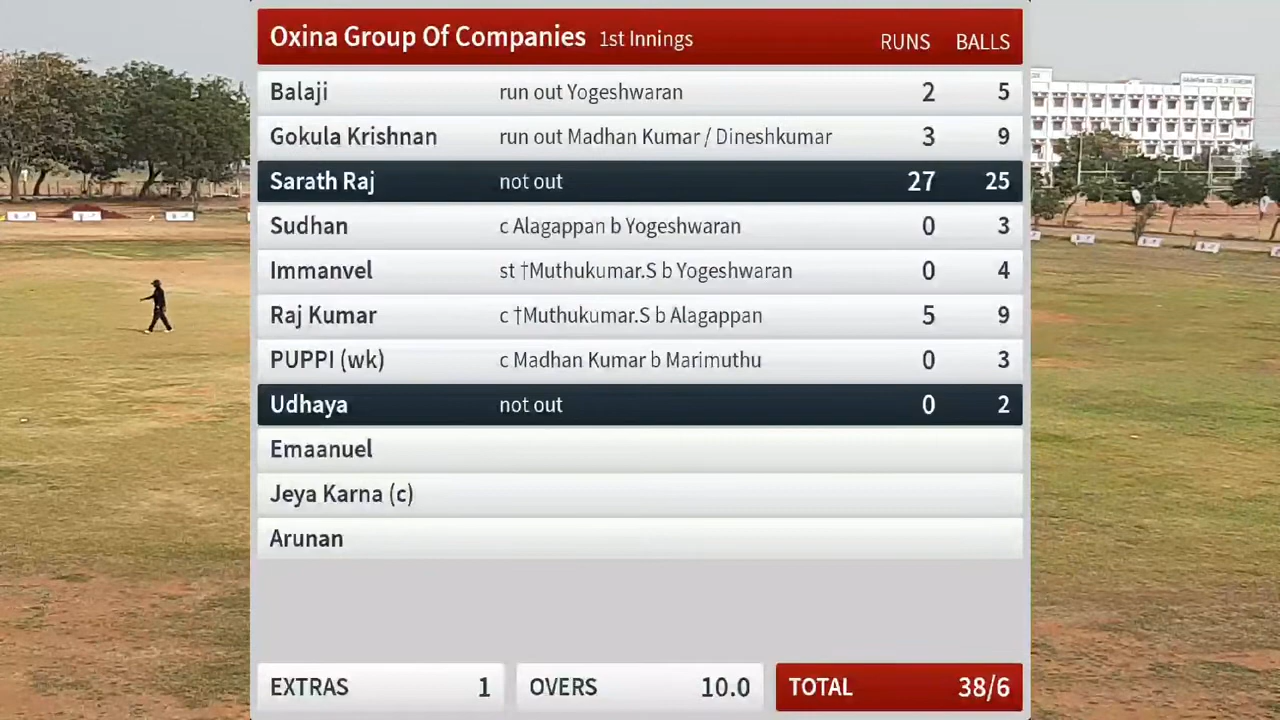 Oxina Group Of Companies 1st Innings RUNS BALLS
Balaji run out Yogeshwaran 2 5
Gokula Krishnan run out Madhan Kumar / Dineshkumar 3 9
Sarath Raj not out 27 25
Sudhan c Alagappan b Yogeshwaran 0 3
Immanvel st †Muthukumar.S b Yogeshwaran 0 4
Raj Kumar c †Muthukumar.S b Alagappan 5 9
PUPPI (wk) c Madhan Kumar b Marimuthu 0 3
Udhaya not out 0 2
Emaanuel
Jeya Karna (c)
Arunan
EXTRAS 1 OVERS 10.0 TOTAL 38/6